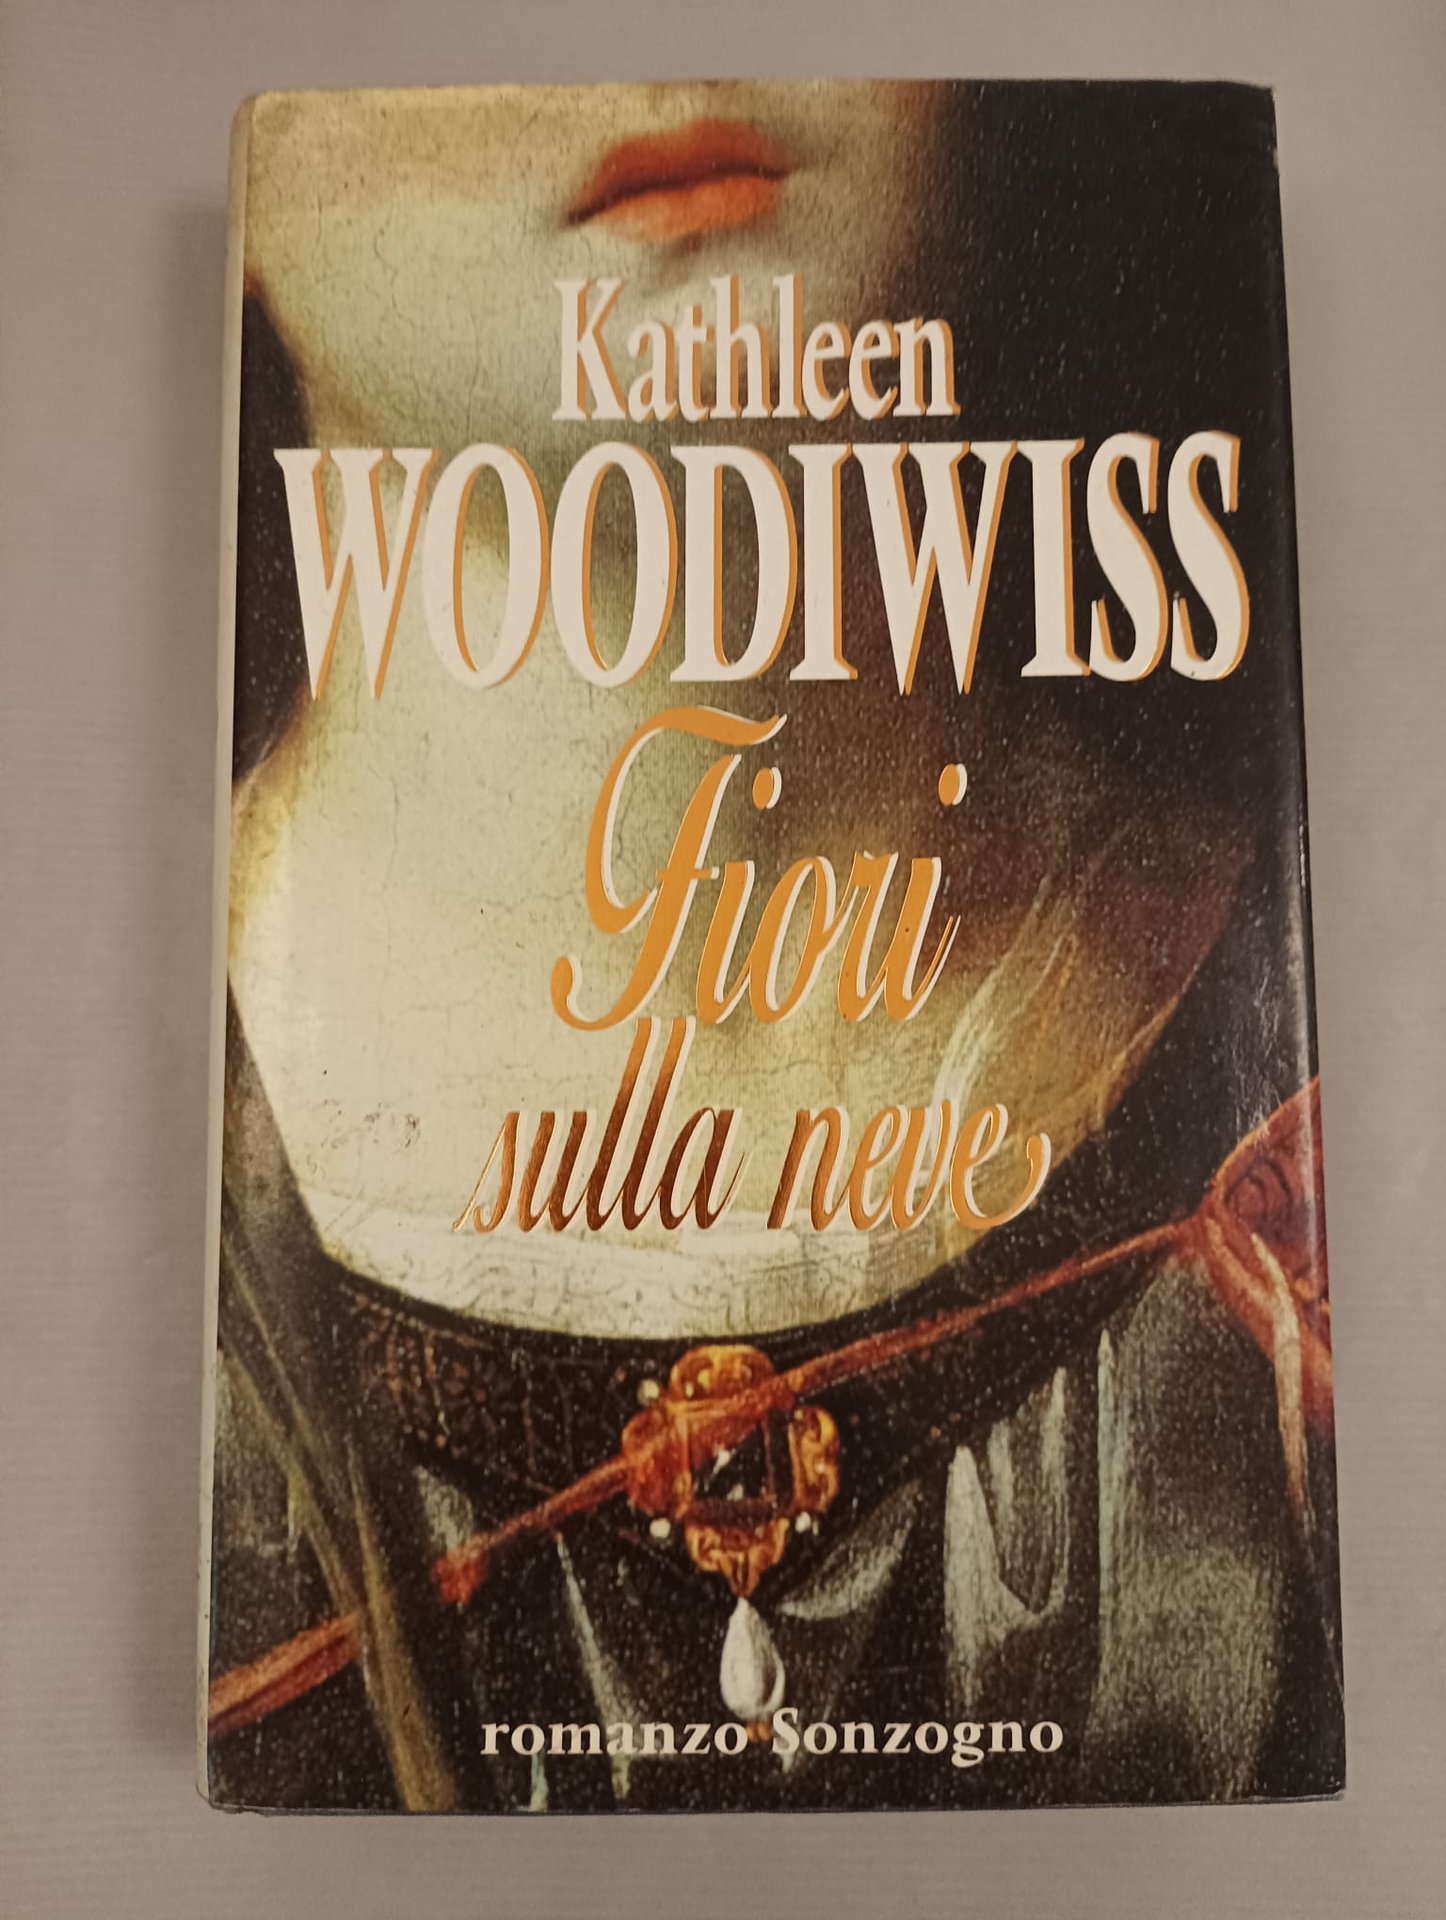 Kathleen
WOODIWISS
Fiori
sulla neve
romanzo Sonzogno